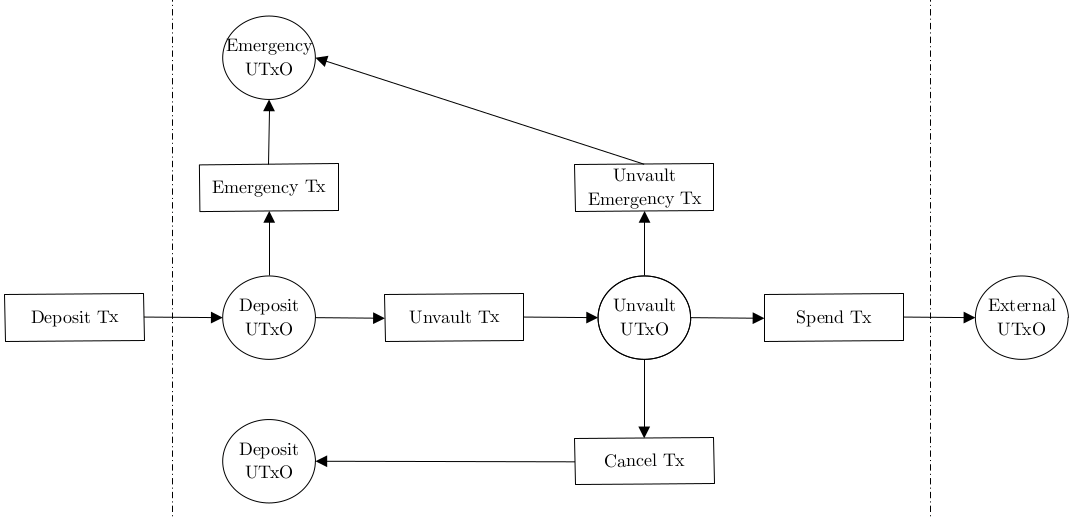 Emergency
UTxO
Emergency Tx
Unvault
Emergency Tx
Deposit Tx
Deposit
UTxO
Unvault Tx
Unvault
UTxO
Spend Tx
External
UTxO
Deposit
UTxO
Cancel Tx